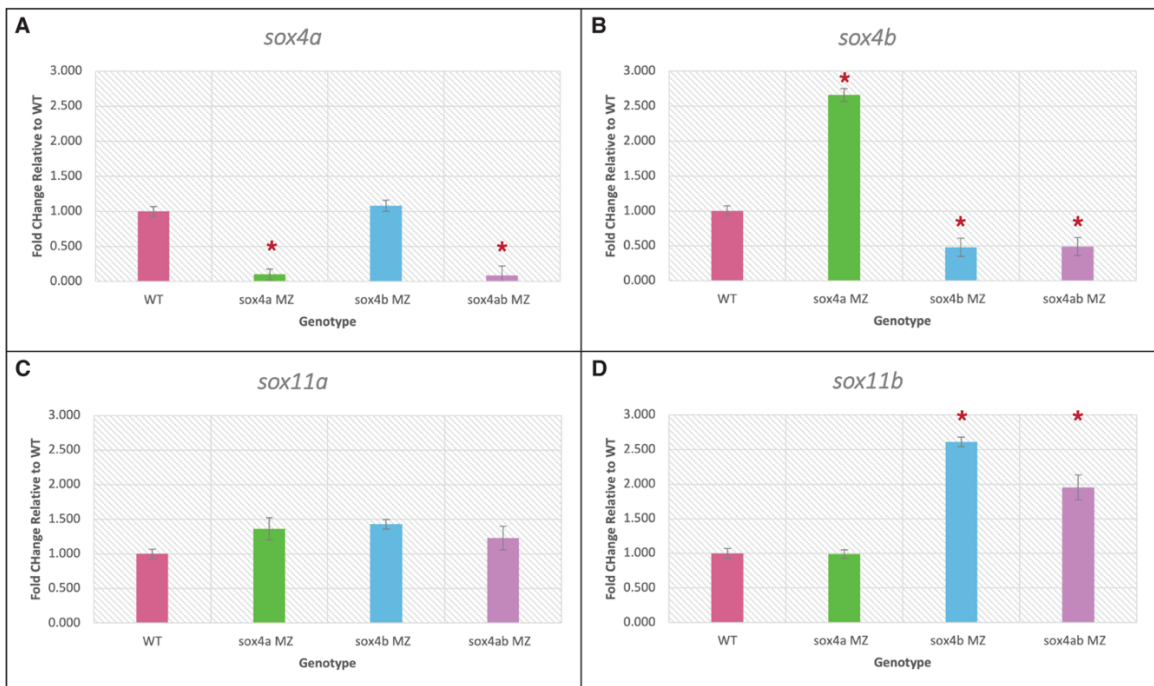 A
sox4a
3.000
2.500
2.000
1.500
1.000
0.500
0.000
Fold CHange Relative to WT
*
*
WT sox4a MZ sox4b MZ sox4ab MZ
Genotype
B
sox4b
3.000
2.500
2.000
1.500
1.000
0.500
0.000
Fold CHange Relative to WT
*
*
*
WT sox4a MZ sox4b MZ sox4ab MZ
Genotype
C
sox11a
3.000
2.500
2.000
1.500
1.000
0.500
0.000
Fold CHange Relative to WT
WT sox4a MZ sox4b MZ sox4ab MZ
Genotype
D
sox11b
3.000
2.500
2.000
1.500
1.000
0.500
0.000
Fold CHange Relative to WT
*
*
WT sox4a MZ sox4b MZ sox4ab MZ
Genotype